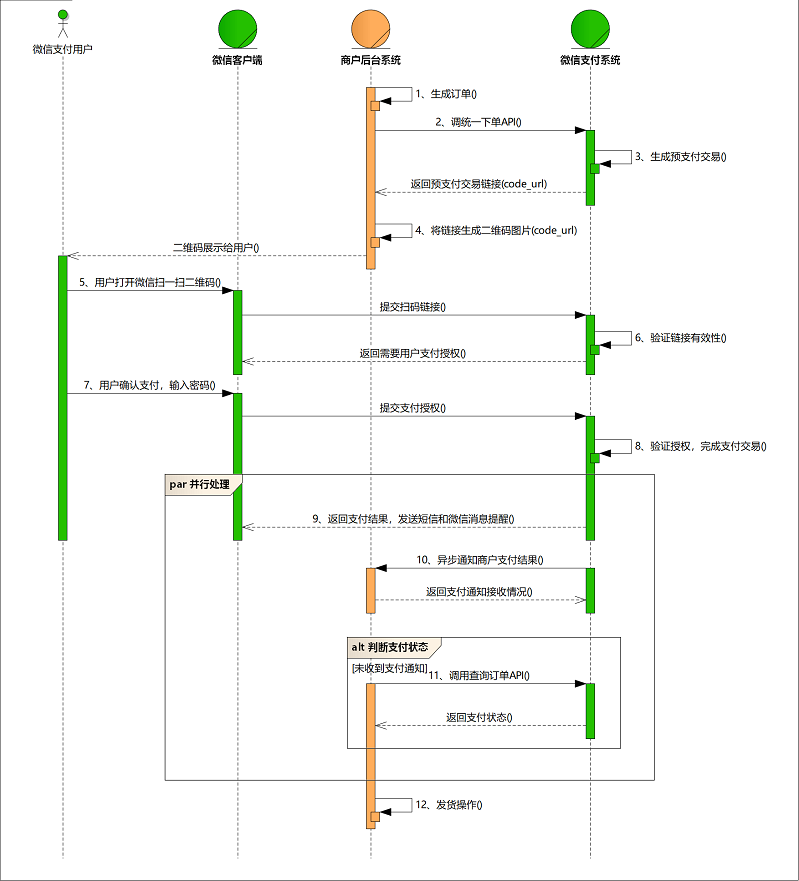 微信支付用户
微信客户端
商户后台系统
微信支付系统
1、生成订单()
2、调统一下单API()
3、生成预支付交易()
返回预支付交易链接(code_url)
4、将链接生成二维码图片(code_url)
二维码展示给用户()
5、用户打开微信扫一扫二维码()
提交扫码链接()
6、验证链接有效性()
返回需要用户支付授权()
7、用户确认支付，输入密码()
提交支付授权()
8、验证授权，完成支付交易()
par 并行处理
9、返回支付结果，发送短信和微信消息提醒()
10、异步通知商户支付结果()
返回支付通知接收情况()
alt 判断支付状态
[未收到支付通知]
11、调用查询订单API()
返回支付状态()
12、发货操作()